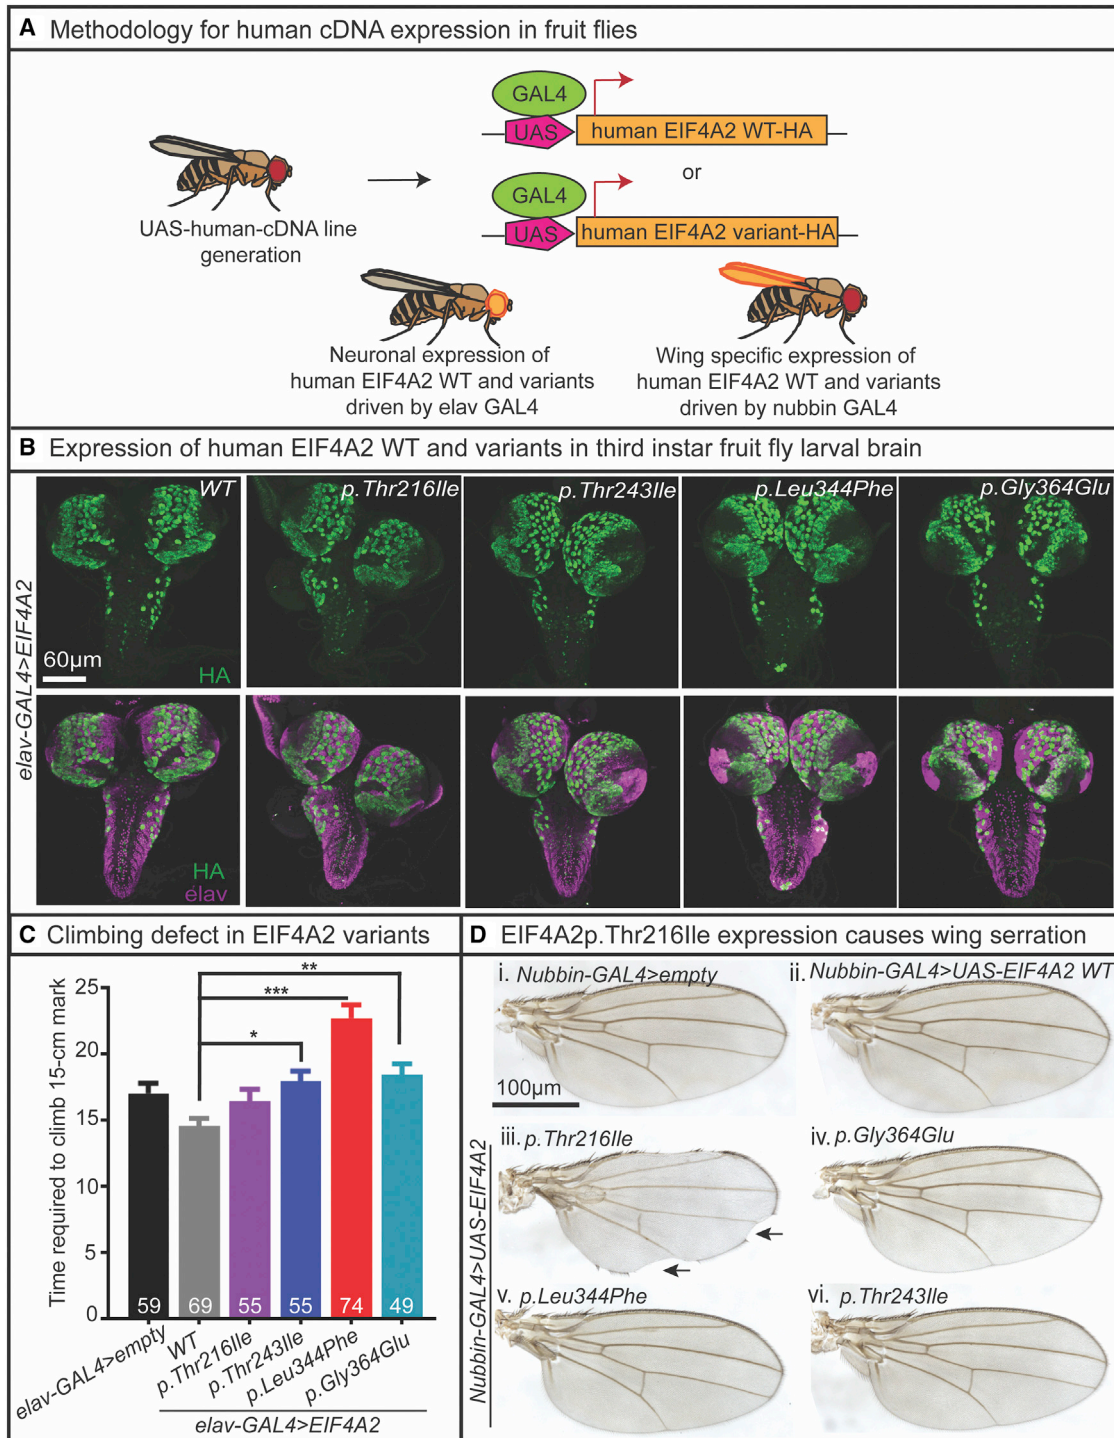 A Methodology for human cDNA expression in fruit flies
GAL4
UAS
human EIF4A2 WT-HA
or
GAL4
UAS
human EIF4A2 variant-HA
UAS-human-cDNA line
generation
Neuronal expression of
human EIF4A2 WT and variants
driven by elav GAL4
Wing specific expression of
human EIF4A2 WT and variants
driven by nubbin GAL4
B Expression of human EIF4A2 WT and variants in third instar fruit fly larval brain
elav-GAL4>EIF4A2
WT
p.Thr216Ile
p.Thr243Ile
p.Leu344Phe
p.Gly364Glu
60µm
HA
HA
elav
C Climbing defect in EIF4A2 variants
Time required to climb 15-cm mark
25
20
15
10
5
0
**
***
*
59
69
55
55
74
49
elav-GAL4>empty
WT
p.Thr216Ile
p.Thr243Ile
p.Leu344Phe
p.Gly364Glu
elav-GAL4>EIF4A2
D EIF4A2p.Thr216Ile expression causes wing serration
i. Nubbin-GAL4>empty
ii. Nubbin-GAL4>UAS-EIF4A2 WT
100µm
Nubbin-GAL4>UAS-EIF4A2
iii. p.Thr216Ile
iv. p.Gly364Glu
v. p.Leu344Phe
vi. p.Thr243Ile